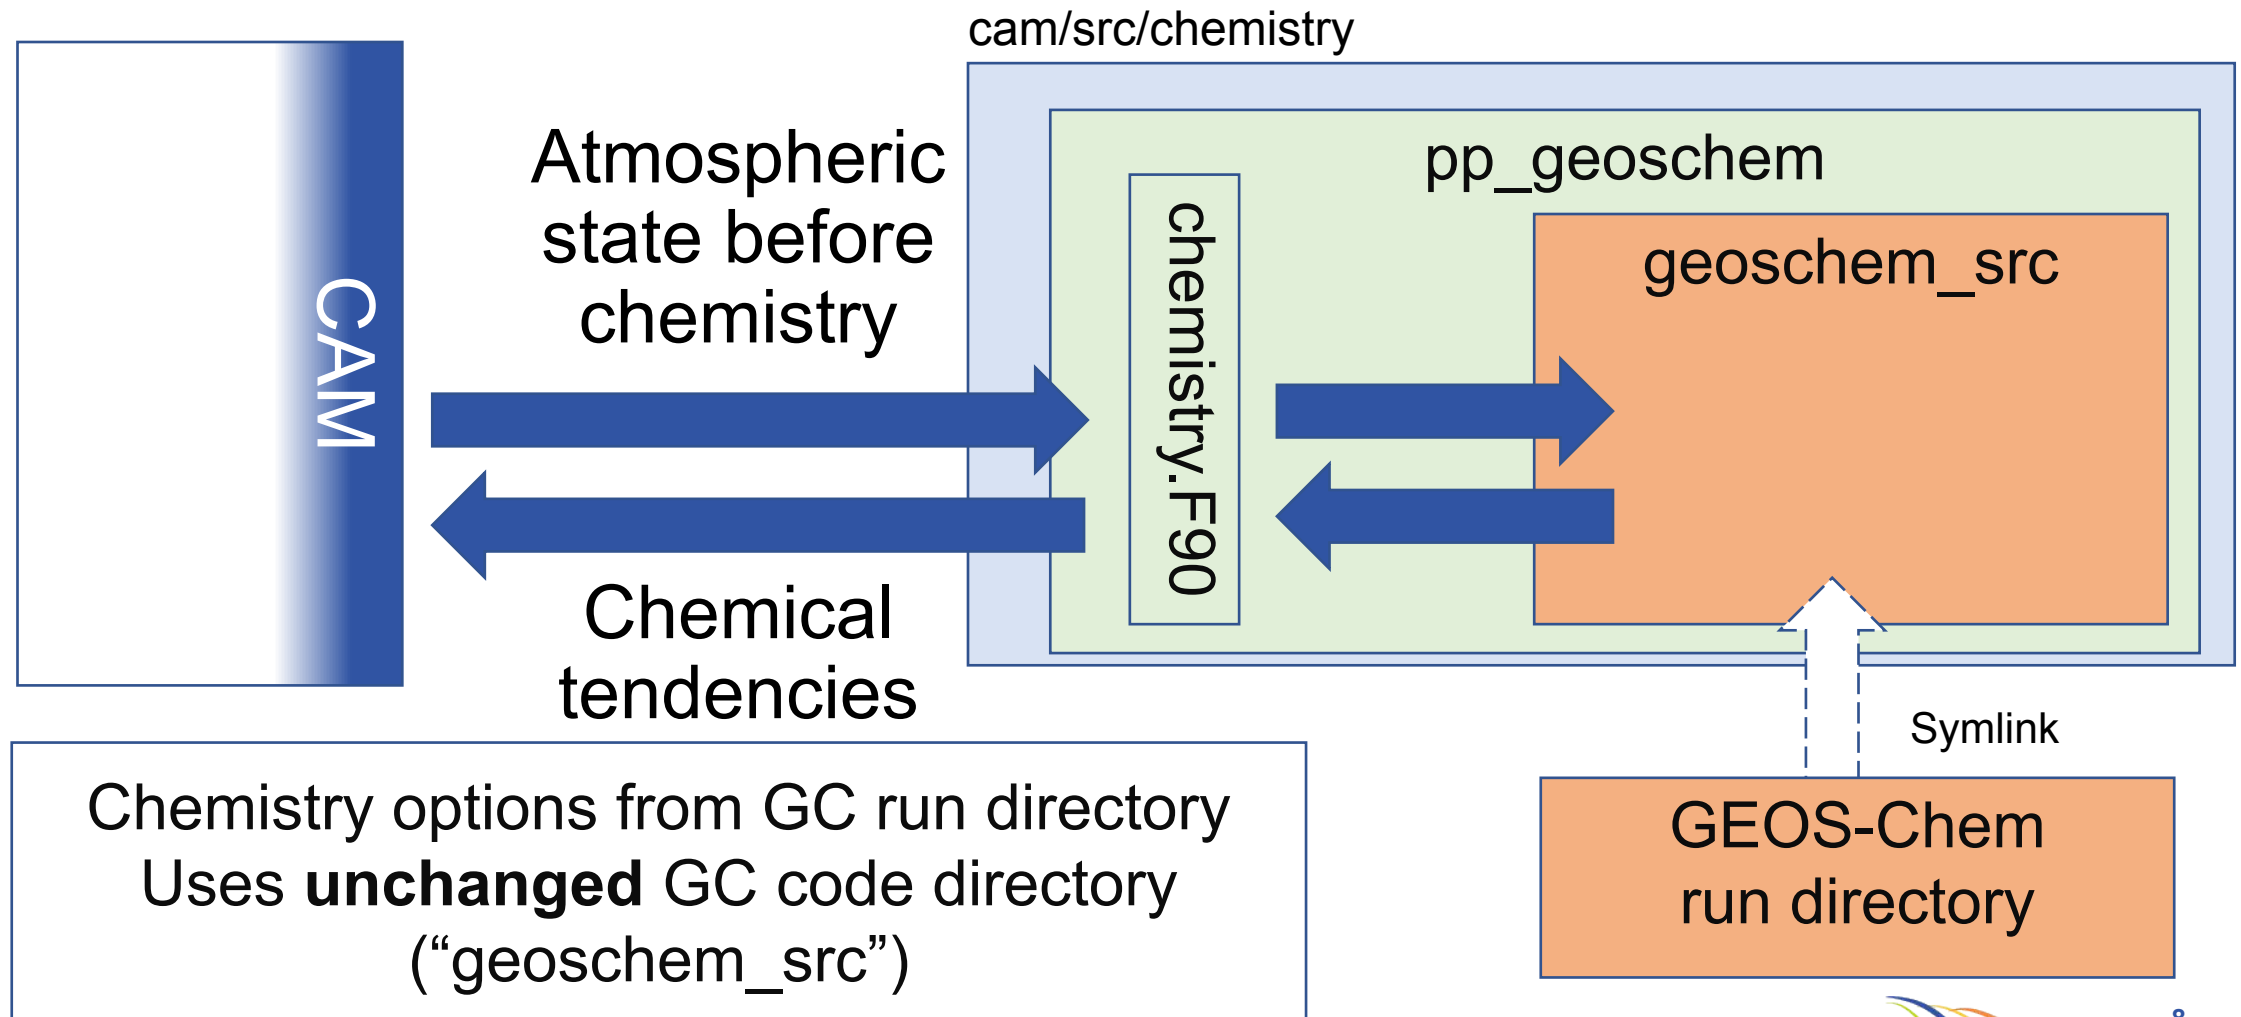 cam/src/chemistry
CAM
Atmospheric
state before
chemistry
pp_geoschem
chemistry.F90
geoschem_src
Chemical
tendencies
Symlink
GEOS-Chem
run directory
Chemistry options from GC run directory
Uses unchanged GC code directory
(“geoschem_src”)
8